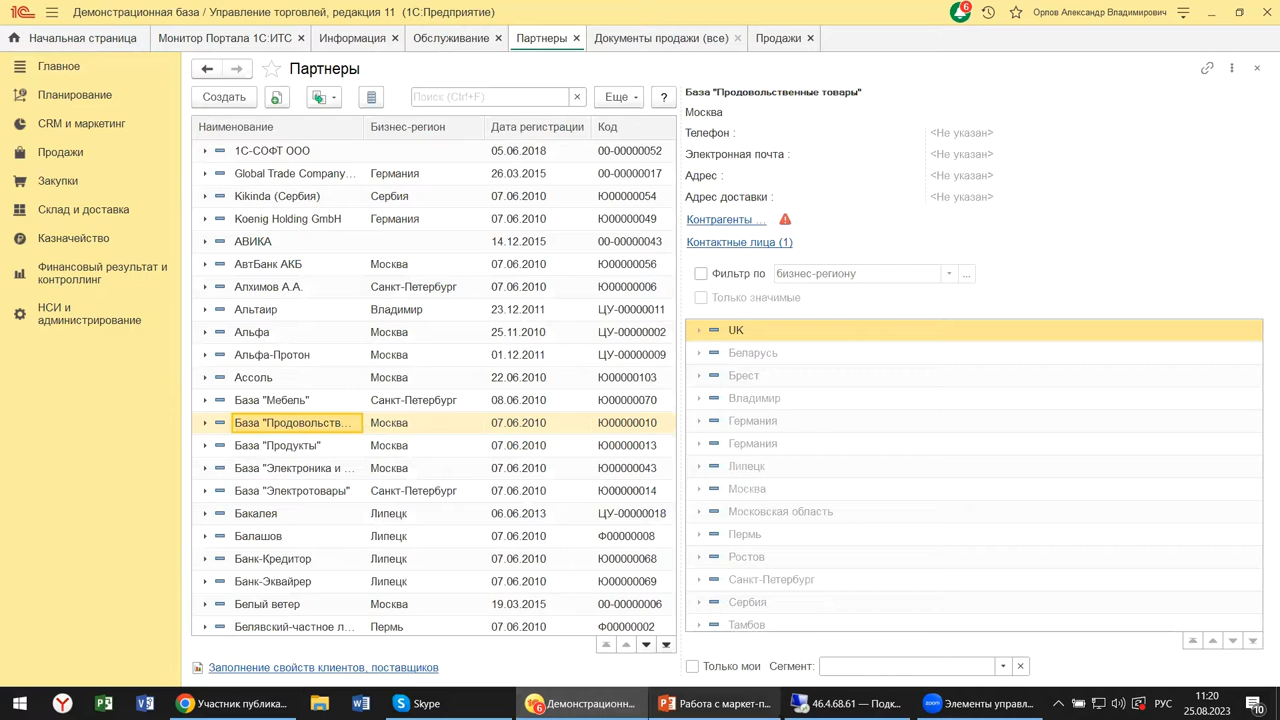 Демонстрационная база / Управление торговлей, редакция 11 (1С:Предприятие)
6
Орлов Александр Владимирович
Начальная страница
Монитор Портала 1С:ИТС
Информация
Обслуживание
Партнеры
Документы продажи (все)
Продажи
Главное
Планирование
CRM и маркетинг
Продажи
Закупки
Склад и доставка
Казначейство
Финансовый результат и контроллинг
НСИ и администрирование
Партнеры
Создать
Поиск (Ctrl+F)
Еще
?
Наименование Бизнес-регион Дата регистрации Код
1С-СОФТ ООО 05.06.2018 00-00000052
Global Trade Company... Германия 26.03.2015 00-00000017
Kikinda (Сербия) Сербия 07.06.2010 Ю00000054
Koenig Holding GmbH Германия 07.06.2010 Ю00000049
АВИКА 14.12.2015 00-00000043
АвтБанк АКБ Москва 07.06.2010 Ю00000056
Алхимов А.А. Санкт-Петербург 07.06.2010 Ю00000006
Альтаир Владимир 23.12.2011 ЦУ-00000011
Альфа Москва 25.11.2010 ЦУ-00000002
Альфа-Протон Москва 01.12.2011 ЦУ-00000009
Ассоль Москва 22.06.2010 Ю00000103
База "Мебель" Санкт-Петербург 08.06.2010 Ю00000070
База "Продовольств... Москва 07.06.2010 Ю00000010
База "Продукты" Москва 07.06.2010 Ю00000013
База "Электроника и ... Москва 07.06.2010 Ю00000043
База "Электротовары" Санкт-Петербург 07.06.2010 Ю00000014
Бакалея Липецк 06.06.2013 ЦУ-00000018
Балашов Липецк 07.06.2010 Ф00000008
Банк-Кредитор Липецк 07.06.2010 Ю00000068
Банк-Эквайрер Липецк 07.06.2010 Ю00000069
Белый ветер Москва 19.03.2015 00-00000006
Белявский-частное л... Пермь 07.06.2010 Ф00000002
Заполнение свойств клиентов, поставщиков
База "Продовольственные товары"
Москва
Телефон : <Не указан>
Электронная почта : <Не указан>
Адрес : <Не указан>
Адрес доставки : <Не указан>
Контрагенты ...
Контактные лица (1)
Фильтр по бизнес-региону ...
Только значимые
UK
Беларусь
Брест
Владимир
Германия
Германия
Липецк
Москва
Московская область
Пермь
Ростов
Санкт-Петербург
Сербия
Тамбов
Только мои Сегмент:
Участник публика...
Skype
6
Демонстрационн...
Работа с маркет-п...
46.4.68.61 — Подк...
zoom
Элементы управ...
РУС
11:20
25.08.2023
10